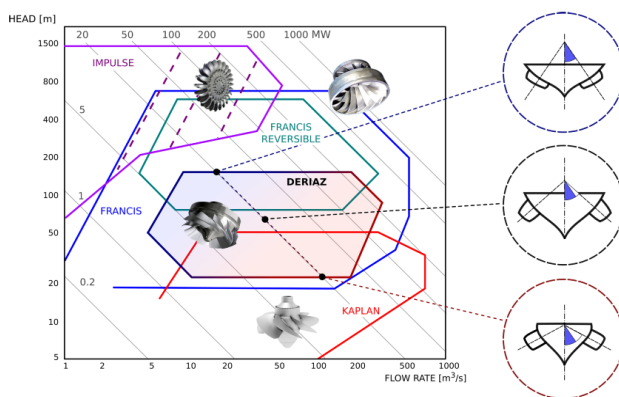 HEAD [m]
20 50 100 200 500 1000 MW
1500
IMPULSE
800
5
400
FRANCIS
REVERSIBLE
200
DERIAZ
1
100
FRANCIS
50
0.2
20
KAPLAN
10
5
1 2 5 10 20 50 100 200 500 1000
FLOW RATE [m³/s]